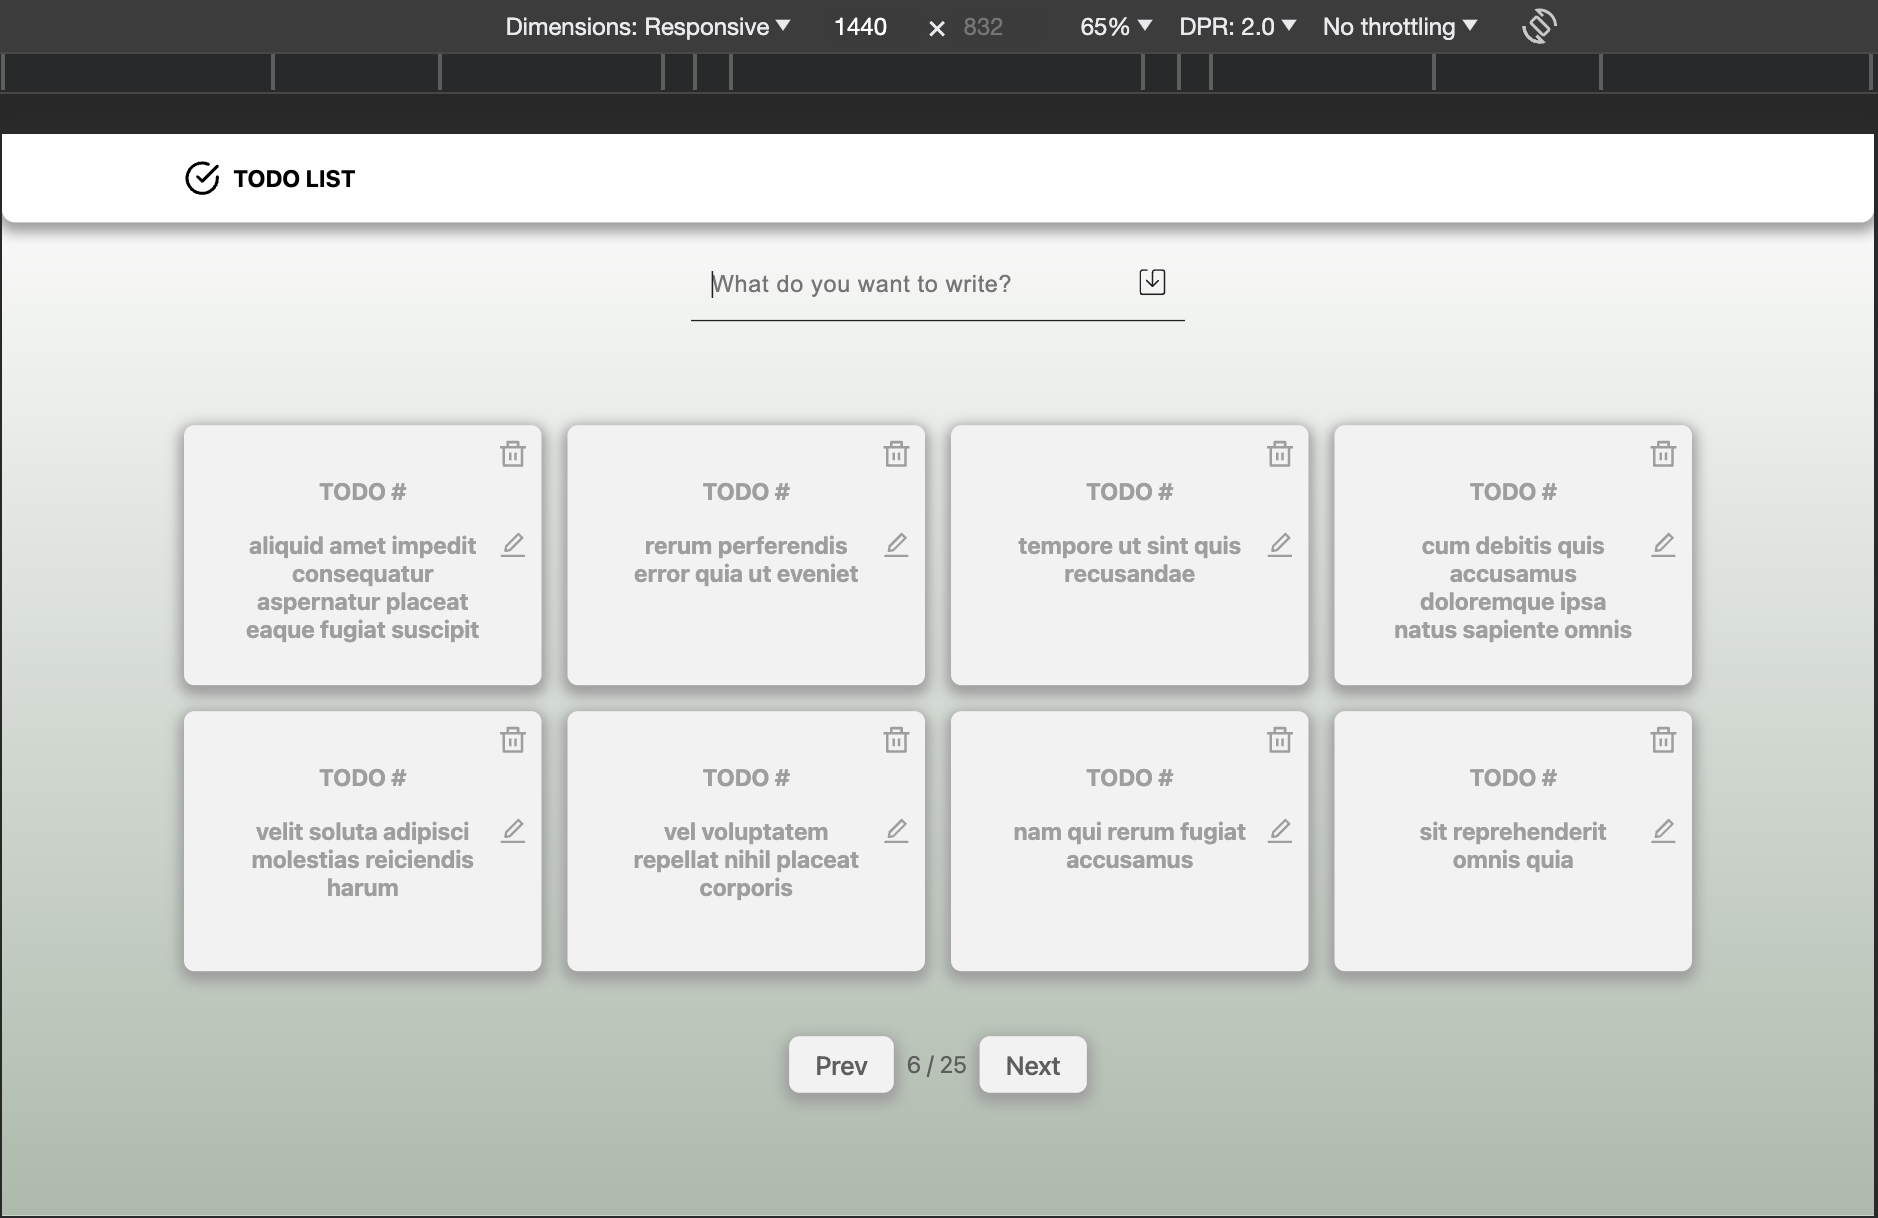 Dimensions: Responsive ▼ 1440 × 832 65% ▼ DPR: 2.0 ▼ No throttling ▼
TODO LIST
What do you want to write?
TODO #
aliquid amet impedit
consequatur
aspernatur placeat
eaque fugiat suscipit
TODO #
rerum perferendis
error quia ut eveniet
TODO #
tempore ut sint quis
recusandae
TODO #
cum debitis quis
accusamus
doloremque ipsa
natus sapiente omnis
TODO #
velit soluta adipisci
molestias reiciendis
harum
TODO #
vel voluptatem
repellat nihil placeat
corporis
TODO #
nam qui rerum fugiat
accusamus
TODO #
sit reprehenderit
omnis quia
Prev 6 / 25 Next